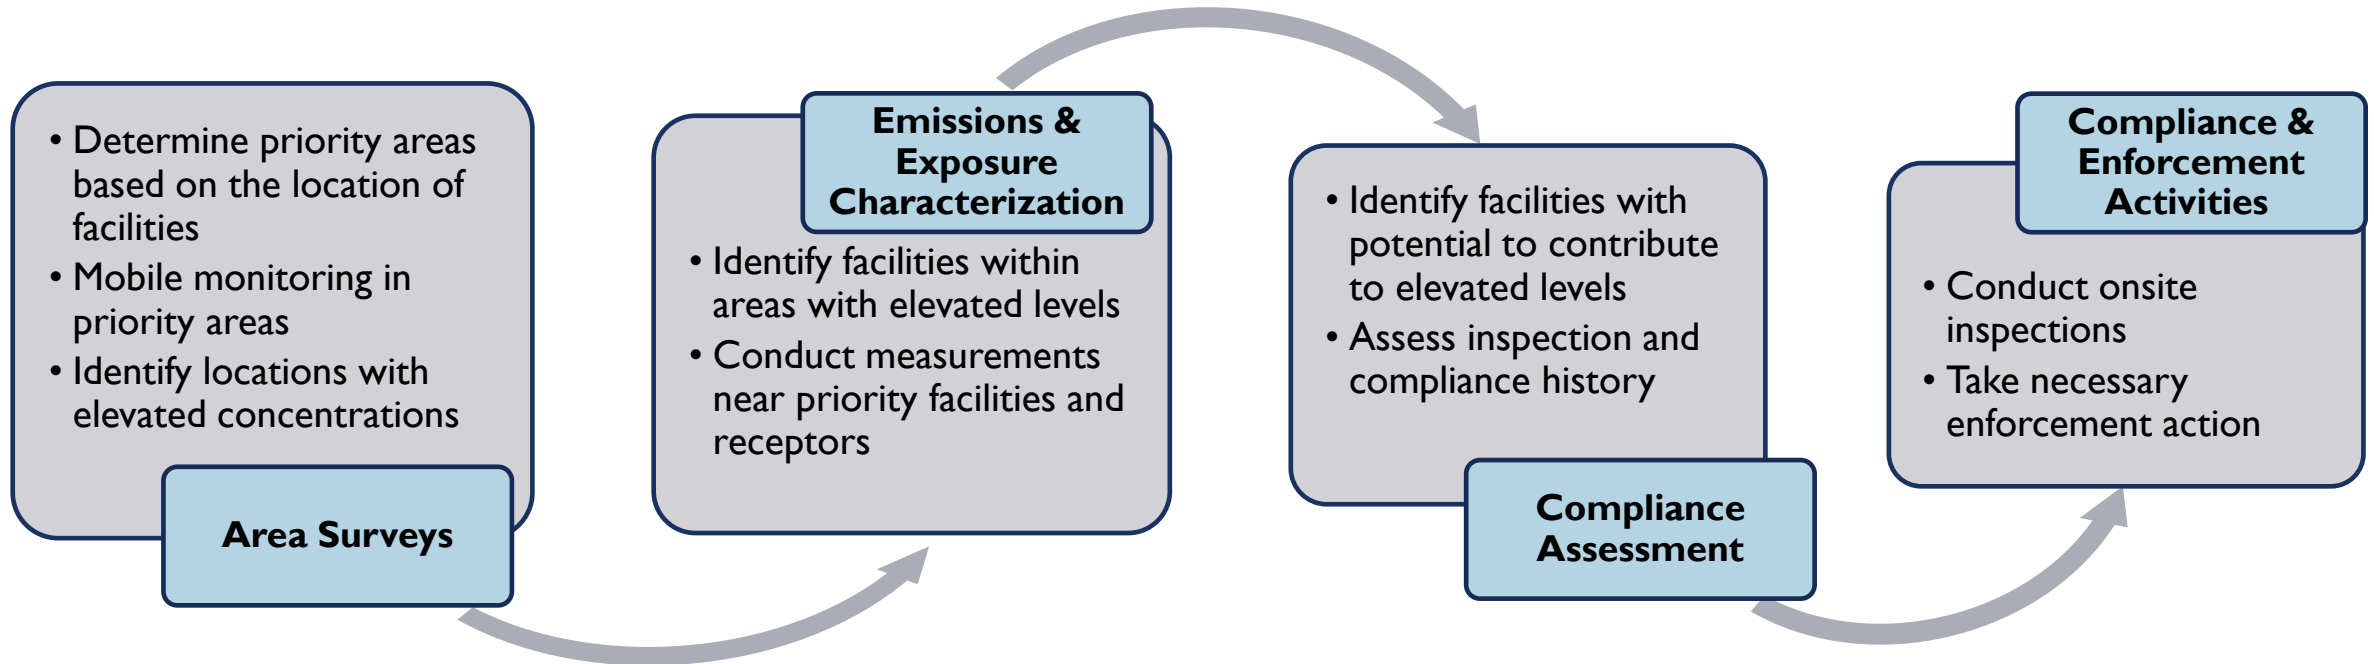 • Determine priority areas
based on the location of
facilities
• Mobile monitoring in
priority areas
• Identify locations with
elevated concentrations
Area Surveys
Emissions &
Exposure
Characterization
• Identify facilities within
areas with elevated levels
• Conduct measurements
near priority facilities and
receptors
• Identify facilities with
potential to contribute
to elevated levels
• Assess inspection and
compliance history
Compliance
Assessment
Compliance &
Enforcement
Activities
• Conduct onsite
inspections
• Take necessary
enforcement action